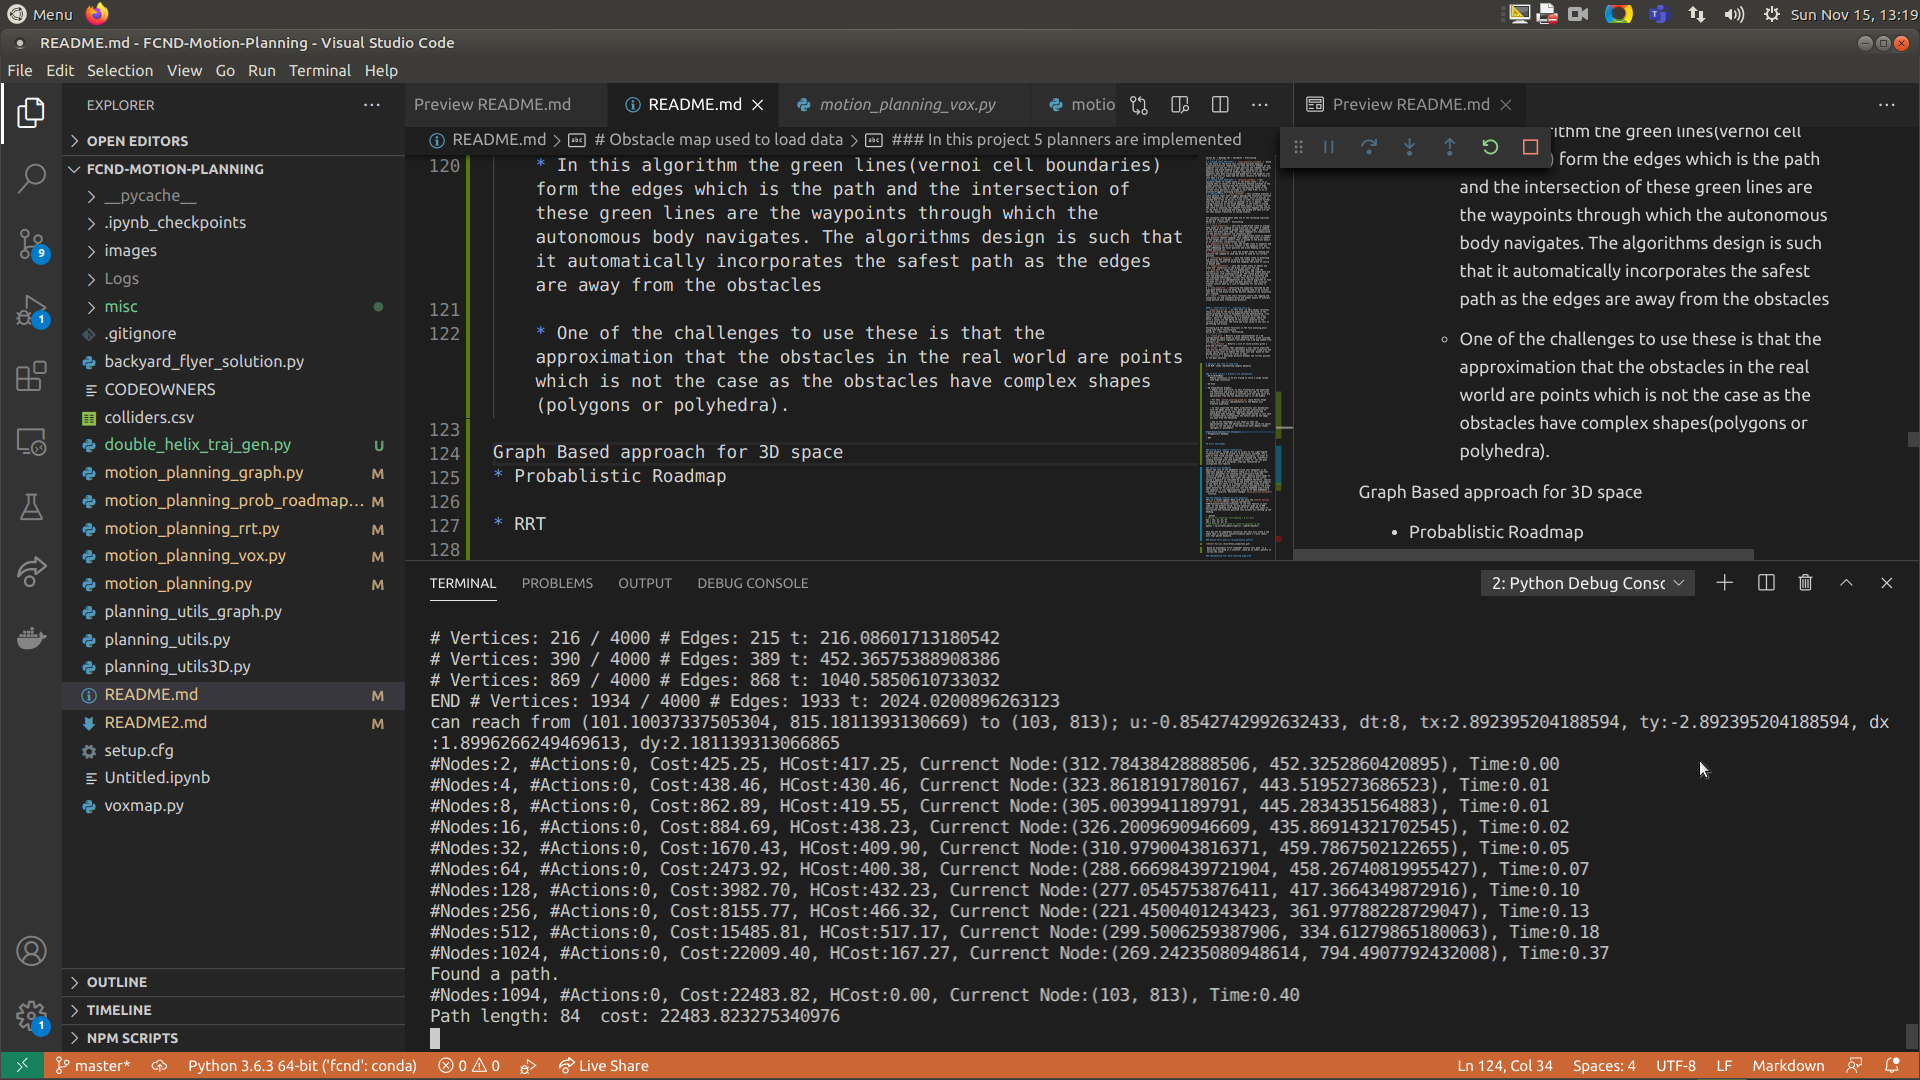 Menu
Sun Nov 15, 13:19
README.md - FCND-Motion-Planning - Visual Studio Code
File Edit Selection View Go Run Terminal Help
EXPLORER
OPEN EDITORS
FCND-MOTION-PLANNING
__pycache__
.ipynb_checkpoints
images
Logs
misc
.gitignore
backyard_flyer_solution.py
CODEOWNERS
colliders.csv
double_helix_traj_gen.py U
motion_planning_graph.py M
motion_planning_prob_roadmap... M
motion_planning_rrt.py M
motion_planning_vox.py M
motion_planning.py M
planning_utils_graph.py
planning_utils.py
planning_utils3D.py
README.md M
README2.md M
setup.cfg
Untitled.ipynb
voxmap.py
OUTLINE
TIMELINE
NPM SCRIPTS
9
1
1
Preview README.md
README.md
motion_planning_vox.py
motio
README.md > # Obstacle map used to load data > ### In this project 5 planners are implemented
120 * In this algorithm the green lines(vernoi cell boundaries)
form the edges which is the path and the intersection of
these green lines are the waypoints through which the
autonomous body navigates. The algorithms design is such that
it automatically incorporates the safest path as the edges
are away from the obstacles
121
122 * One of the challenges to use these is that the
approximation that the obstacles in the real world are points
which is not the case as the obstacles have complex shapes
(polygons or polyhedra).
123
124 Graph Based approach for 3D space
125 * Probablistic Roadmap
126
127 * RRT
128
Preview README.md
ithm the green lines(vernoi cell
) form the edges which is the path
and the intersection of these green lines are
the waypoints through which the autonomous
body navigates. The algorithms design is such
that it automatically incorporates the safest
path as the edges are away from the obstacles
One of the challenges to use these is that the
approximation that the obstacles in the real
world are points which is not the case as the
obstacles have complex shapes(polygons or
polyhedra).
Graph Based approach for 3D space
Probablistic Roadmap
TERMINAL PROBLEMS OUTPUT DEBUG CONSOLE
2: Python Debug Consc
# Vertices: 216 / 4000 # Edges: 215 t: 216.08601713180542
# Vertices: 390 / 4000 # Edges: 389 t: 452.36575388908386
# Vertices: 869 / 4000 # Edges: 868 t: 1040.5850610733032
END # Vertices: 1934 / 4000 # Edges: 1933 t: 2024.0200896263123
can reach from (101.10037337505304, 815.1811393130669) to (103, 813); u:-0.8542742992632433, dt:8, tx:2.892395204188594, ty:-2.892395204188594, dx
:1.8996266249469613, dy:2.181139313066865
#Nodes:2, #Actions:0, Cost:425.25, HCost:417.25, Currenct Node:(312.78438428888506, 452.3252860420895), Time:0.00
#Nodes:4, #Actions:0, Cost:438.46, HCost:430.46, Currenct Node:(323.8618191780167, 443.5195273686523), Time:0.01
#Nodes:8, #Actions:0, Cost:862.89, HCost:419.55, Currenct Node:(305.0039941189791, 445.2834351564883), Time:0.01
#Nodes:16, #Actions:0, Cost:884.69, HCost:438.23, Currenct Node:(326.2009690946609, 435.86914321702545), Time:0.02
#Nodes:32, #Actions:0, Cost:1670.43, HCost:409.90, Currenct Node:(310.9790043816371, 459.7867502122655), Time:0.05
#Nodes:64, #Actions:0, Cost:2473.92, HCost:400.38, Currenct Node:(288.66698439721904, 458.26740819955427), Time:0.07
#Nodes:128, #Actions:0, Cost:3982.70, HCost:432.23, Currenct Node:(277.0545753876411, 417.3664349872916), Time:0.10
#Nodes:256, #Actions:0, Cost:8155.77, HCost:466.32, Currenct Node:(221.4500401243423, 361.97788228729047), Time:0.13
#Nodes:512, #Actions:0, Cost:15485.81, HCost:517.17, Currenct Node:(299.5006259387906, 334.61279865180063), Time:0.18
#Nodes:1024, #Actions:0, Cost:22009.40, HCost:167.27, Currenct Node:(269.24235080948614, 794.4907792432008), Time:0.37
Found a path.
#Nodes:1094, #Actions:0, Cost:22483.82, HCost:0.00, Currenct Node:(103, 813), Time:0.40
Path length: 84  cost: 22483.823275340976
master* Python 3.6.3 64-bit ('fcnd': conda) 0 0 Live Share
Ln 124, Col 34 Spaces: 4 UTF-8 LF Markdown